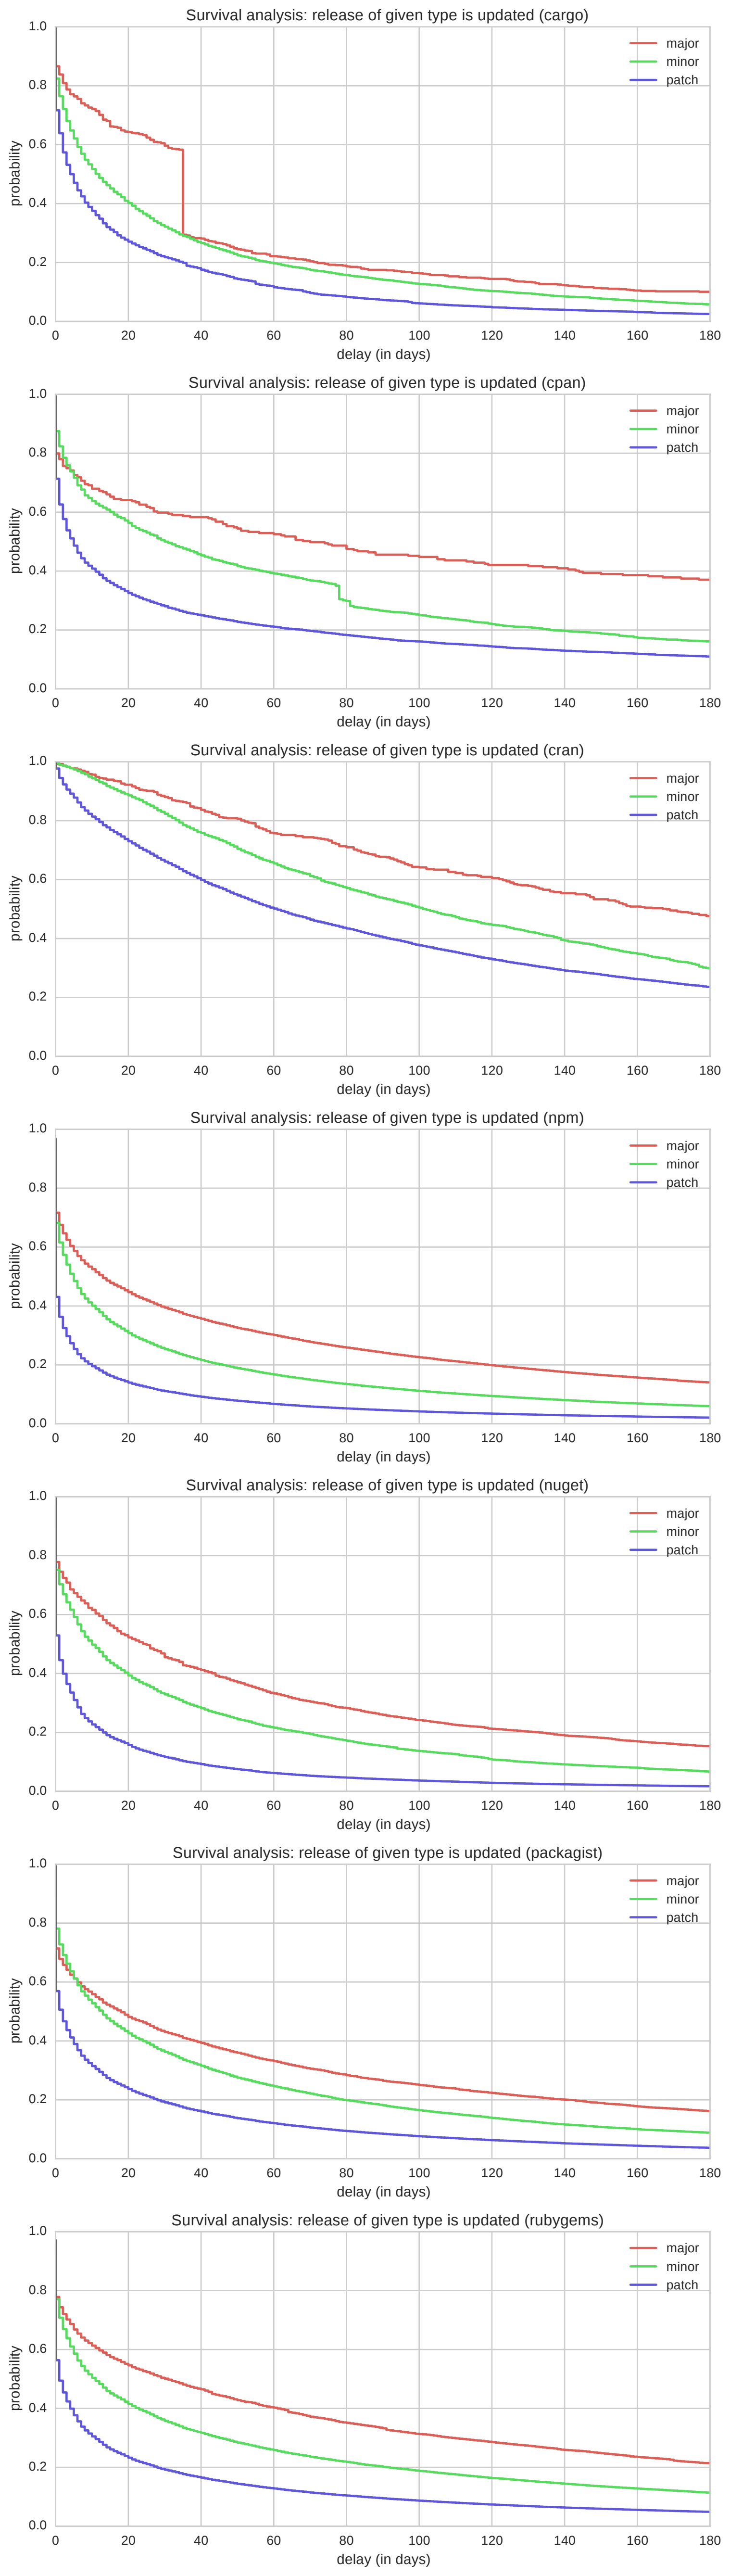 Survival analysis: release of given type is updated (cargo)
1.0
0.8
0.6
0.4
0.2
0.0
probability
major
minor
patch
0 20 40 60 80 100 120 140 160 180
delay (in days)
Survival analysis: release of given type is updated (cpan)
1.0
0.8
0.6
0.4
0.2
0.0
probability
major
minor
patch
0 20 40 60 80 100 120 140 160 180
delay (in days)
Survival analysis: release of given type is updated (cran)
1.0
0.8
0.6
0.4
0.2
0.0
probability
major
minor
patch
0 20 40 60 80 100 120 140 160 180
delay (in days)
Survival analysis: release of given type is updated (npm)
1.0
0.8
0.6
0.4
0.2
0.0
probability
major
minor
patch
0 20 40 60 80 100 120 140 160 180
delay (in days)
Survival analysis: release of given type is updated (nuget)
1.0
0.8
0.6
0.4
0.2
0.0
probability
major
minor
patch
0 20 40 60 80 100 120 140 160 180
delay (in days)
Survival analysis: release of given type is updated (packagist)
1.0
0.8
0.6
0.4
0.2
0.0
probability
major
minor
patch
0 20 40 60 80 100 120 140 160 180
delay (in days)
Survival analysis: release of given type is updated (rubygems)
1.0
0.8
0.6
0.4
0.2
0.0
probability
major
minor
patch
0 20 40 60 80 100 120 140 160 180
delay (in days)